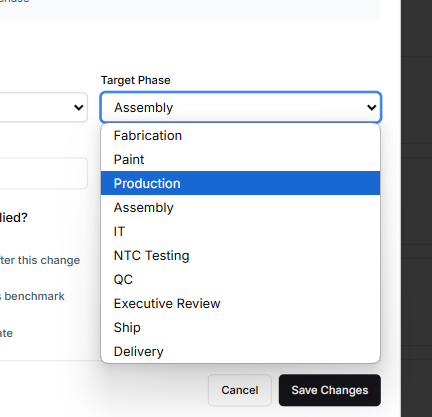 Target Phase
Assembly
Fabrication
Paint
Production
Assembly
IT
NTC Testing
QC
Executive Review
Ship
Delivery
lied?
fter this change
s benchmark
ate
Cancel
Save Changes